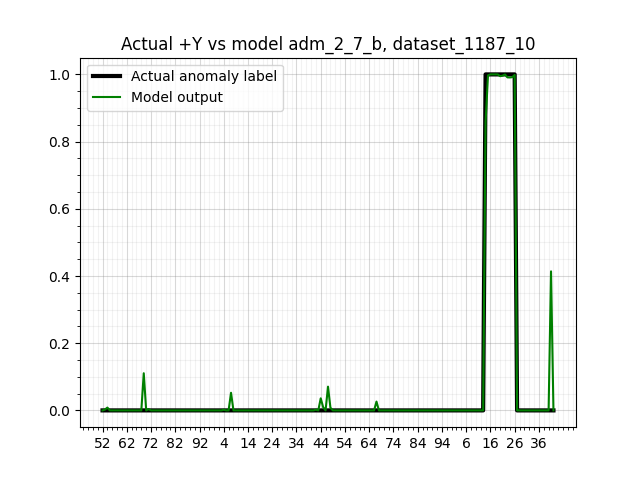 Actual +Y vs model adm_2_7_b, dataset_1187_10
Actual anomaly label
Model output
1.0
0.8
0.6
0.4
0.2
0.0
52 62 72 82 92 4 14 24 34 44 54 64 74 84 94 6 16 26 36